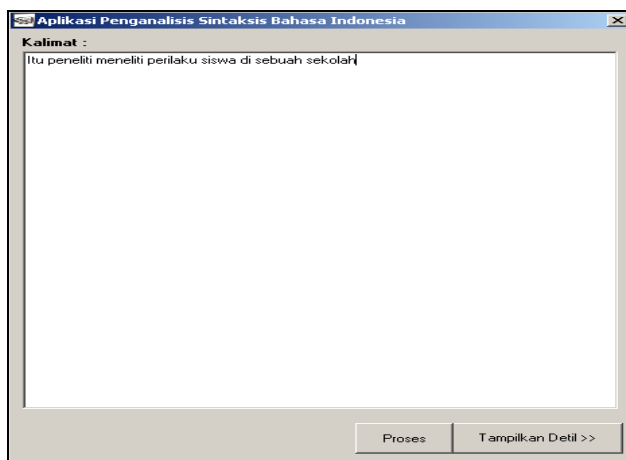 Aplikasi Penganalisis Sintaksis Bahasa Indonesia
Kalimat :
Itu peneliti meneliti perilaku siswa di sebuah sekolah
Proses
Tampilkan Detil >>